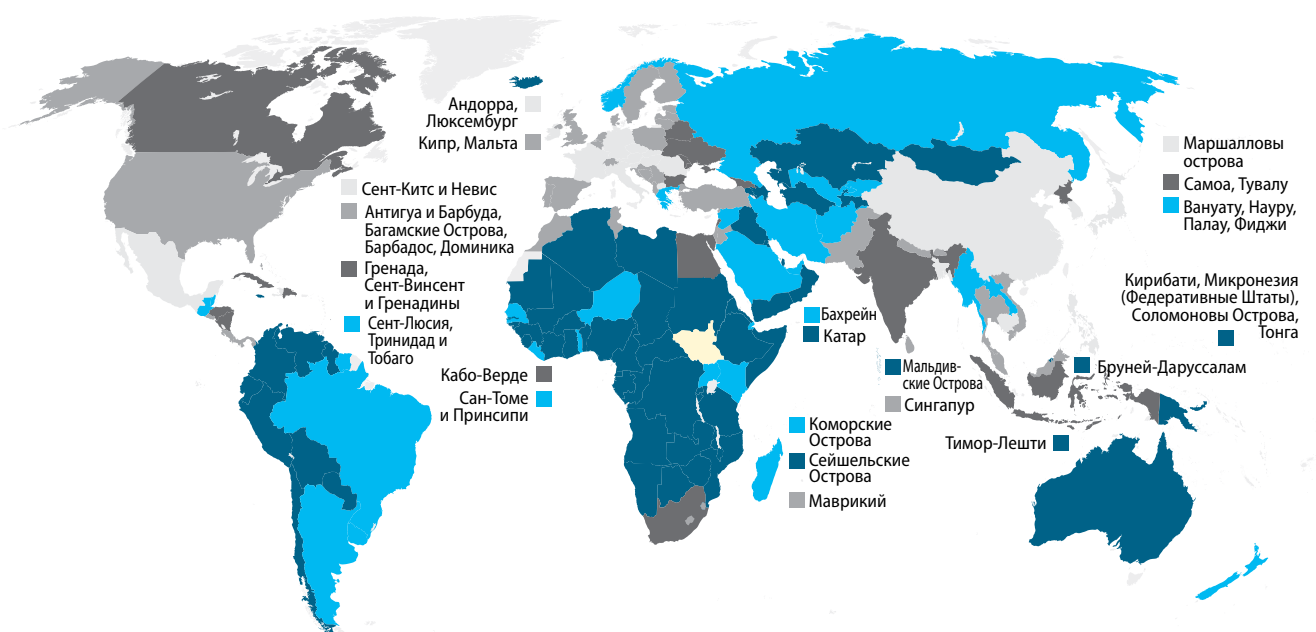 Андорра,
Люксембург
Кипр, Мальта
Сент-Китс и Невис
Антигуа и Барбуда,
Багамские Острова,
Барбадос, Доминика
Гренада,
Сент-Винсент
и Гренадины
Сент-Люсия,
Тринидад и
Тобаго
Кабо-Верде
Сан-Томе
и Принсипи
Бахрейн
Катар
Мальдив-
ские Острова
Сингапур
Коморские
Острова
Сейшельские
Острова
Маврикий
Маршалловы
острова
Самоа, Тувалу
Вануату, Науру,
Палау, Фиджи
Кирибати, Микронезия
(Федеративные Штаты),
Соломоновы Острова,
Тонга
Бруней-Даруссалам
Тимор-Лешти